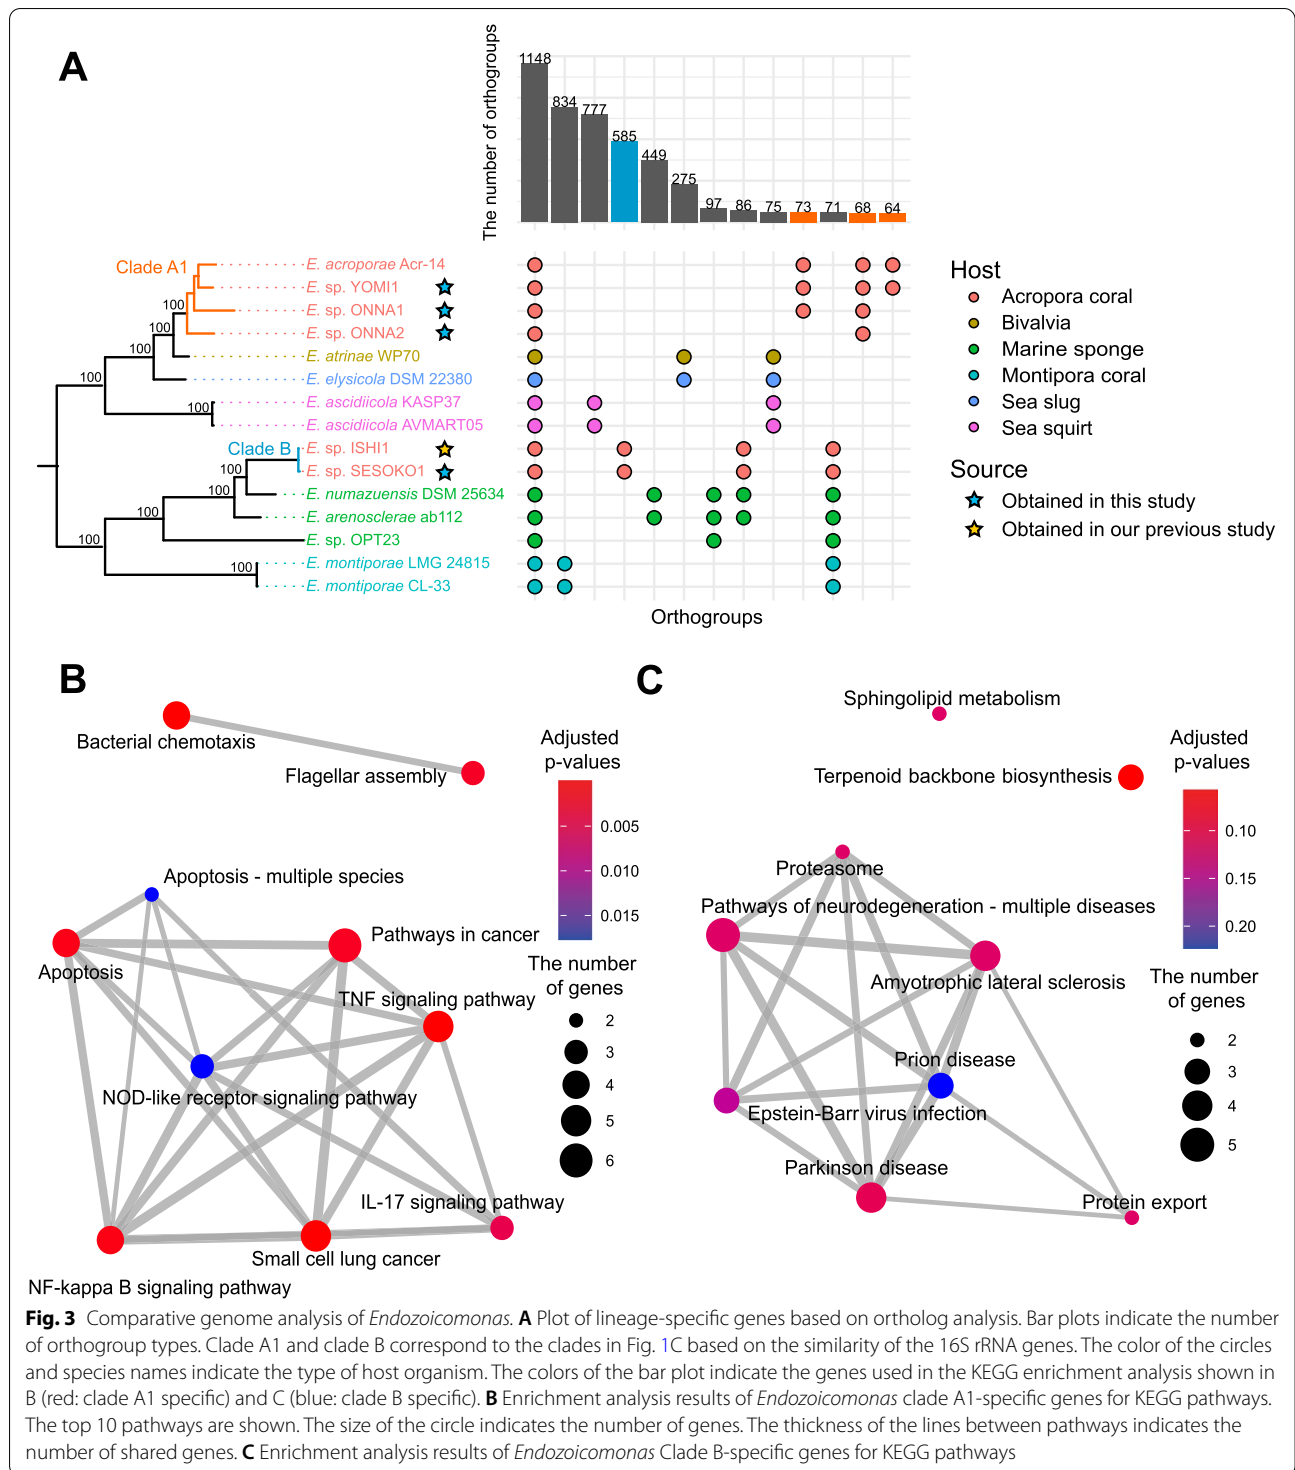 A
The number of orthogroups
1148
834
777
585
449
275
97
86
75
73
71
68
64
Clade A1
Clade B
100
100
100
100
100
100
100
100
100
100
E. acroporae Acr-14
E. sp. YOMI1
E. sp. ONNA1
E. sp. ONNA2
E. atrinae WP70
E. elysicola DSM 22380
E. ascidiicola KASP37
E. ascidiicola AVMART05
E. sp. ISHI1
E. sp. SESOKO1
E. numazuensis DSM 25634
E. arenosclerae ab112
E. sp. OPT23
E. montiporae LMG 24815
E. montiporae CL-33
Orthogroups
Host
Acropora coral
Bivalvia
Marine sponge
Montipora coral
Sea slug
Sea squirt
Source
Obtained in this study
Obtained in our previous study
B
Bacterial chemotaxis
Flagellar assembly
Apoptosis - multiple species
Pathways in cancer
Apoptosis
TNF signaling pathway
NOD-like receptor signaling pathway
IL-17 signaling pathway
Small cell lung cancer
NF-kappa B signaling pathway
Adjusted
p-values
0.005
0.010
0.015
The number
of genes
2
3
4
5
6
C
Sphingolipid metabolism
Terpenoid backbone biosynthesis
Proteasome
Pathways of neurodegeneration - multiple diseases
Amyotrophic lateral sclerosis
Prion disease
Epstein-Barr virus infection
Parkinson disease
Protein export
Adjusted
p-values
0.10
0.15
0.20
The number
of genes
2
3
4
5
Fig. 3 Comparative genome analysis of Endozoicomonas. A Plot of lineage-specific genes based on ortholog analysis. Bar plots indicate the number
of orthogroup types. Clade A1 and clade B correspond to the clades in Fig. 1C based on the similarity of the 16S rRNA genes. The color of the circles
and species names indicate the type of host organism. The colors of the bar plot indicate the genes used in the KEGG enrichment analysis shown in
B (red: clade A1 specific) and C (blue: clade B specific). B Enrichment analysis results of Endozoicomonas clade A1-specific genes for KEGG pathways.
The top 10 pathways are shown. The size of the circle indicates the number of genes. The thickness of the lines between pathways indicates the
number of shared genes. C Enrichment analysis results of Endozoicomonas Clade B-specific genes for KEGG pathways